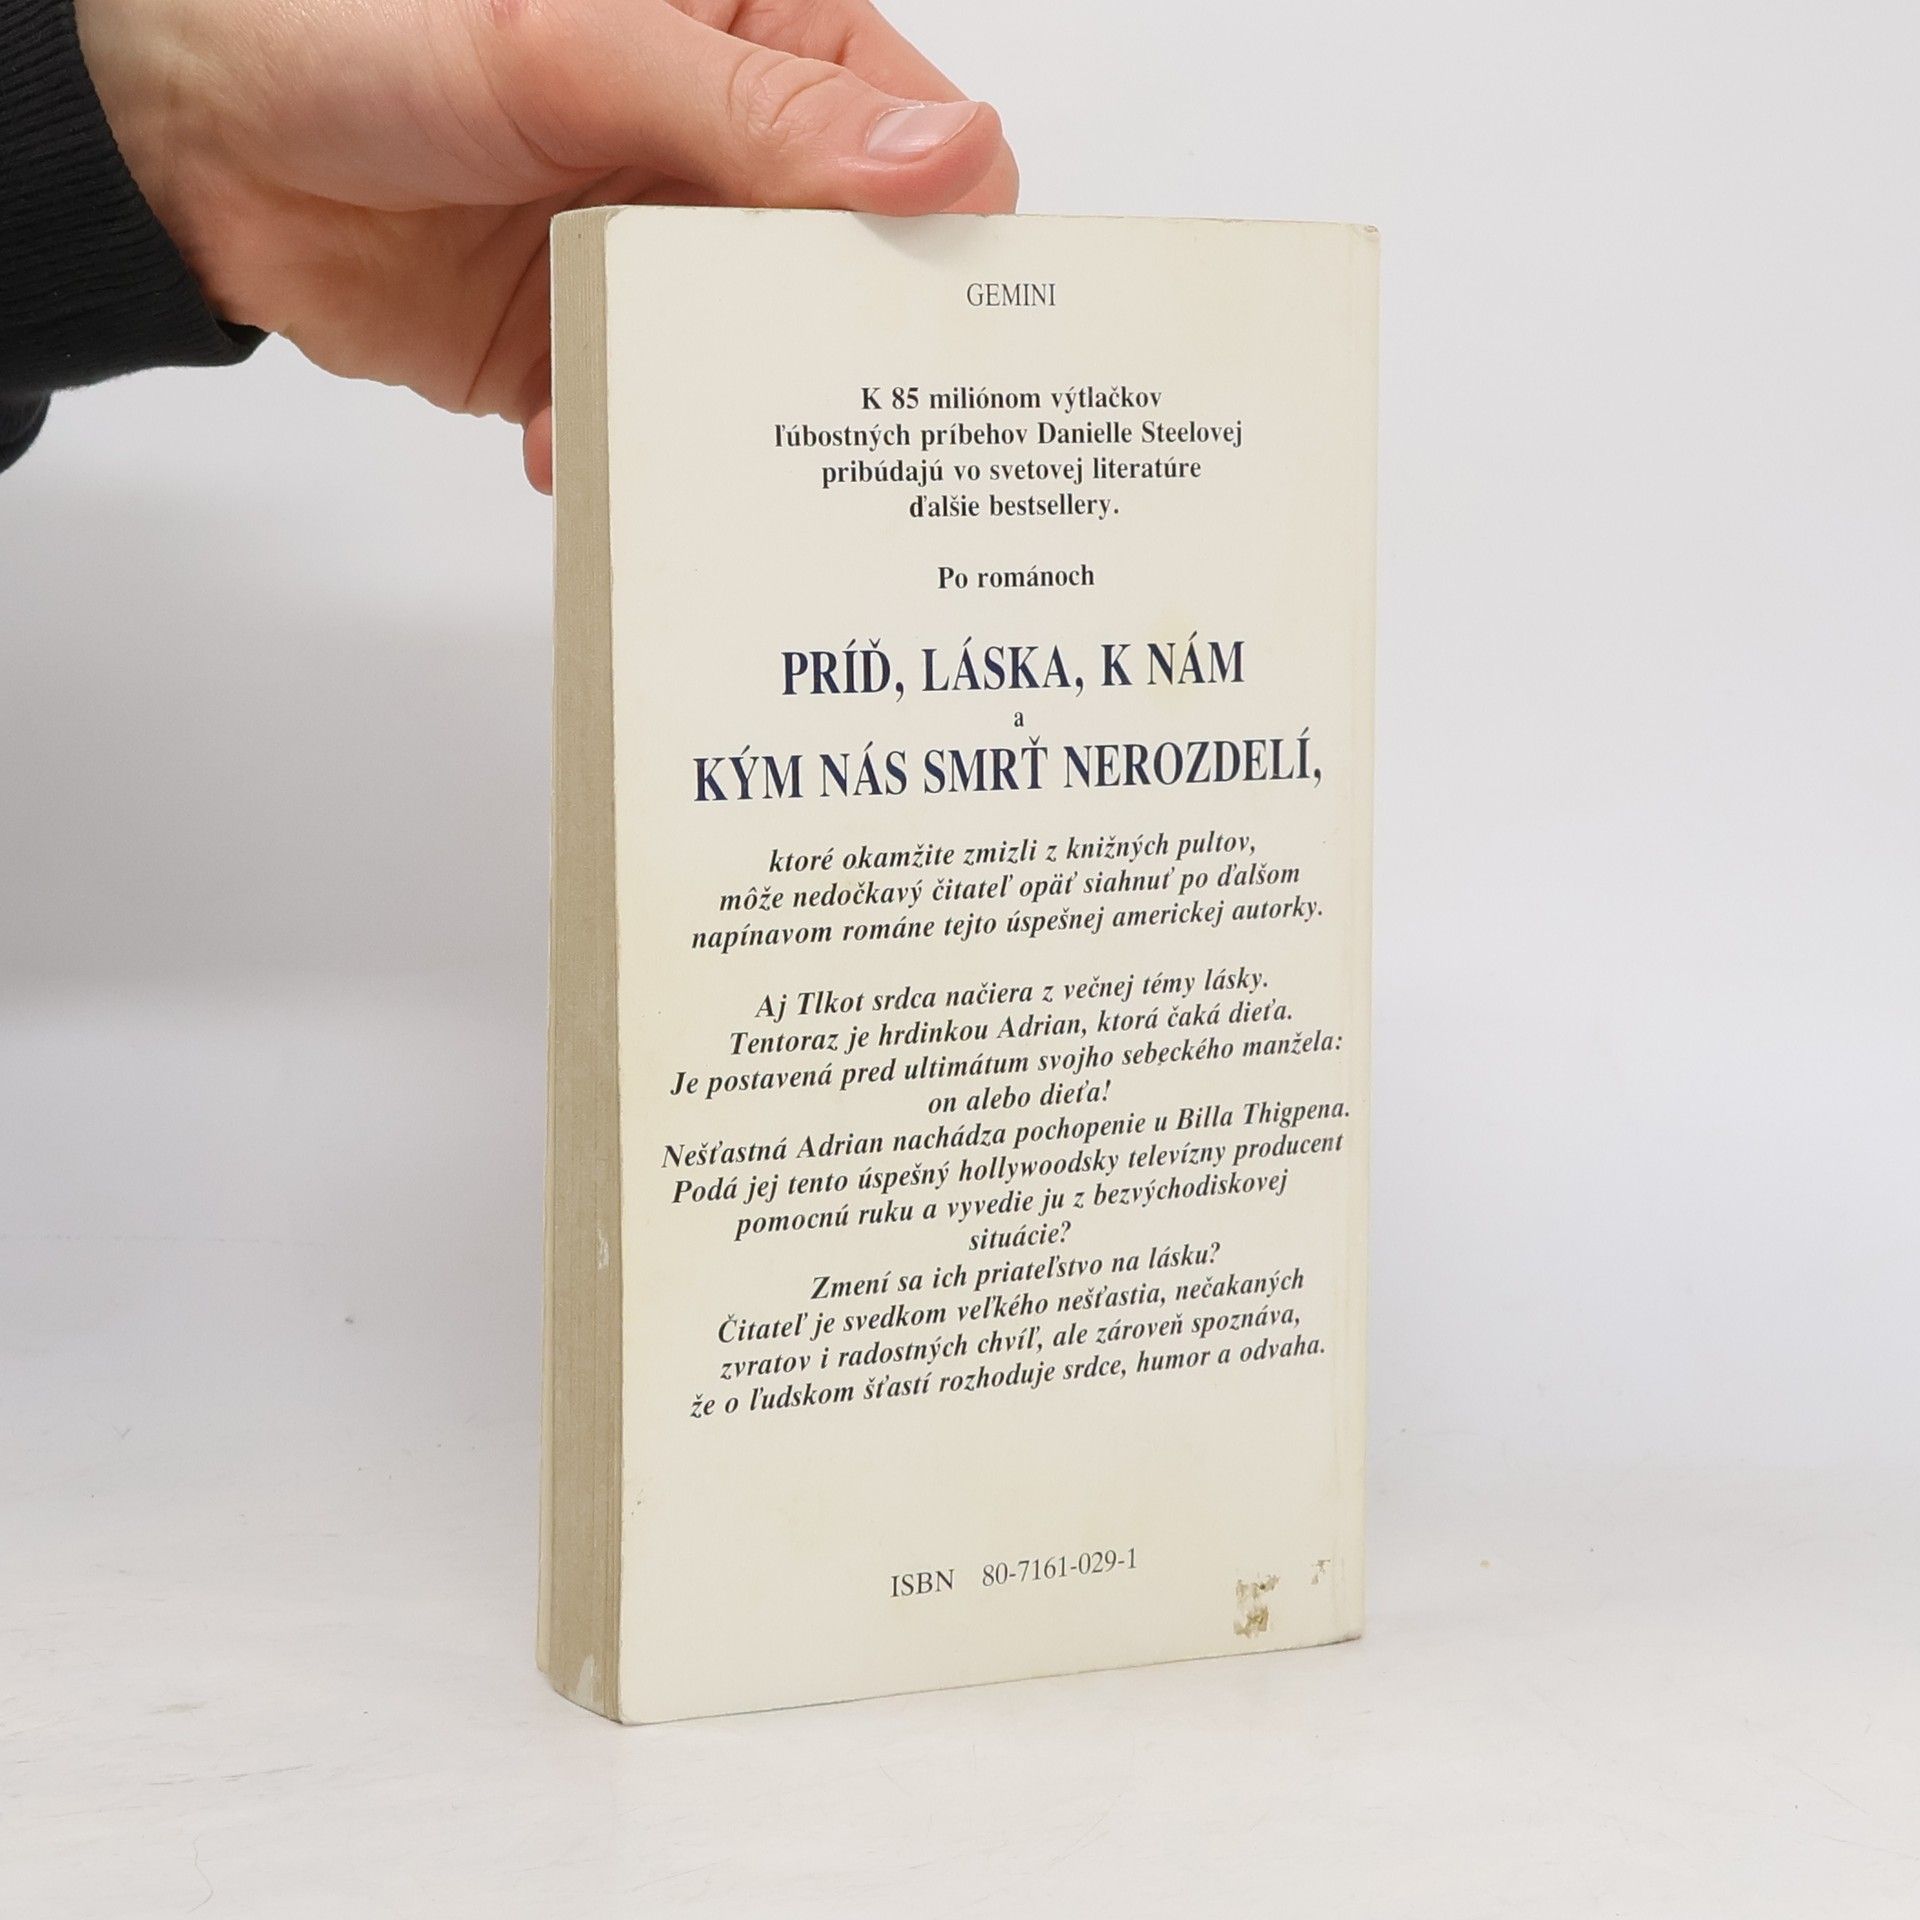 GEMINI
K 85 miliónom výtlačkov
ľúbostných príbehov Danielle Steelovej
pribúdajú vo svetovej literatúre
ďalšie bestsellery.
Po románoch
PRÍĎ, LÁSKA, K NÁM
a
KÝM NÁS SMRŤ NEROZDELÍ,
ktoré okamžite zmizli z knižných pultov,
môže nedočkavý čitateľ opäť siahnuť po ďalšom
napínavom románe tejto úspešnej americkej autorky.
Aj Tlkot srdca načiera z večnej témy lásky.
Tentoraz je hrdinkou Adrian, ktorá čaká dieťa.
Je postavená pred ultimátum svojho sebeckého manžela:
on alebo dieťa!
Nešťastná Adrian nachádza pochopenie u Billa Thigpena.
Podá jej tento úspešný hollywoodsky televízny producent
pomocnú ruku a vyvedie ju z bezvýchodiskovej
situácie?
Zmení sa ich priateľstvo na lásku?
Čitateľ je svedkom veľkého nešťastia, nečakaných
zvratov i radostných chvíľ, ale zároveň spoznáva,
že o ľudskom šťastí rozhoduje srdce, humor a odvaha.
ISBN 80-7161-029-1